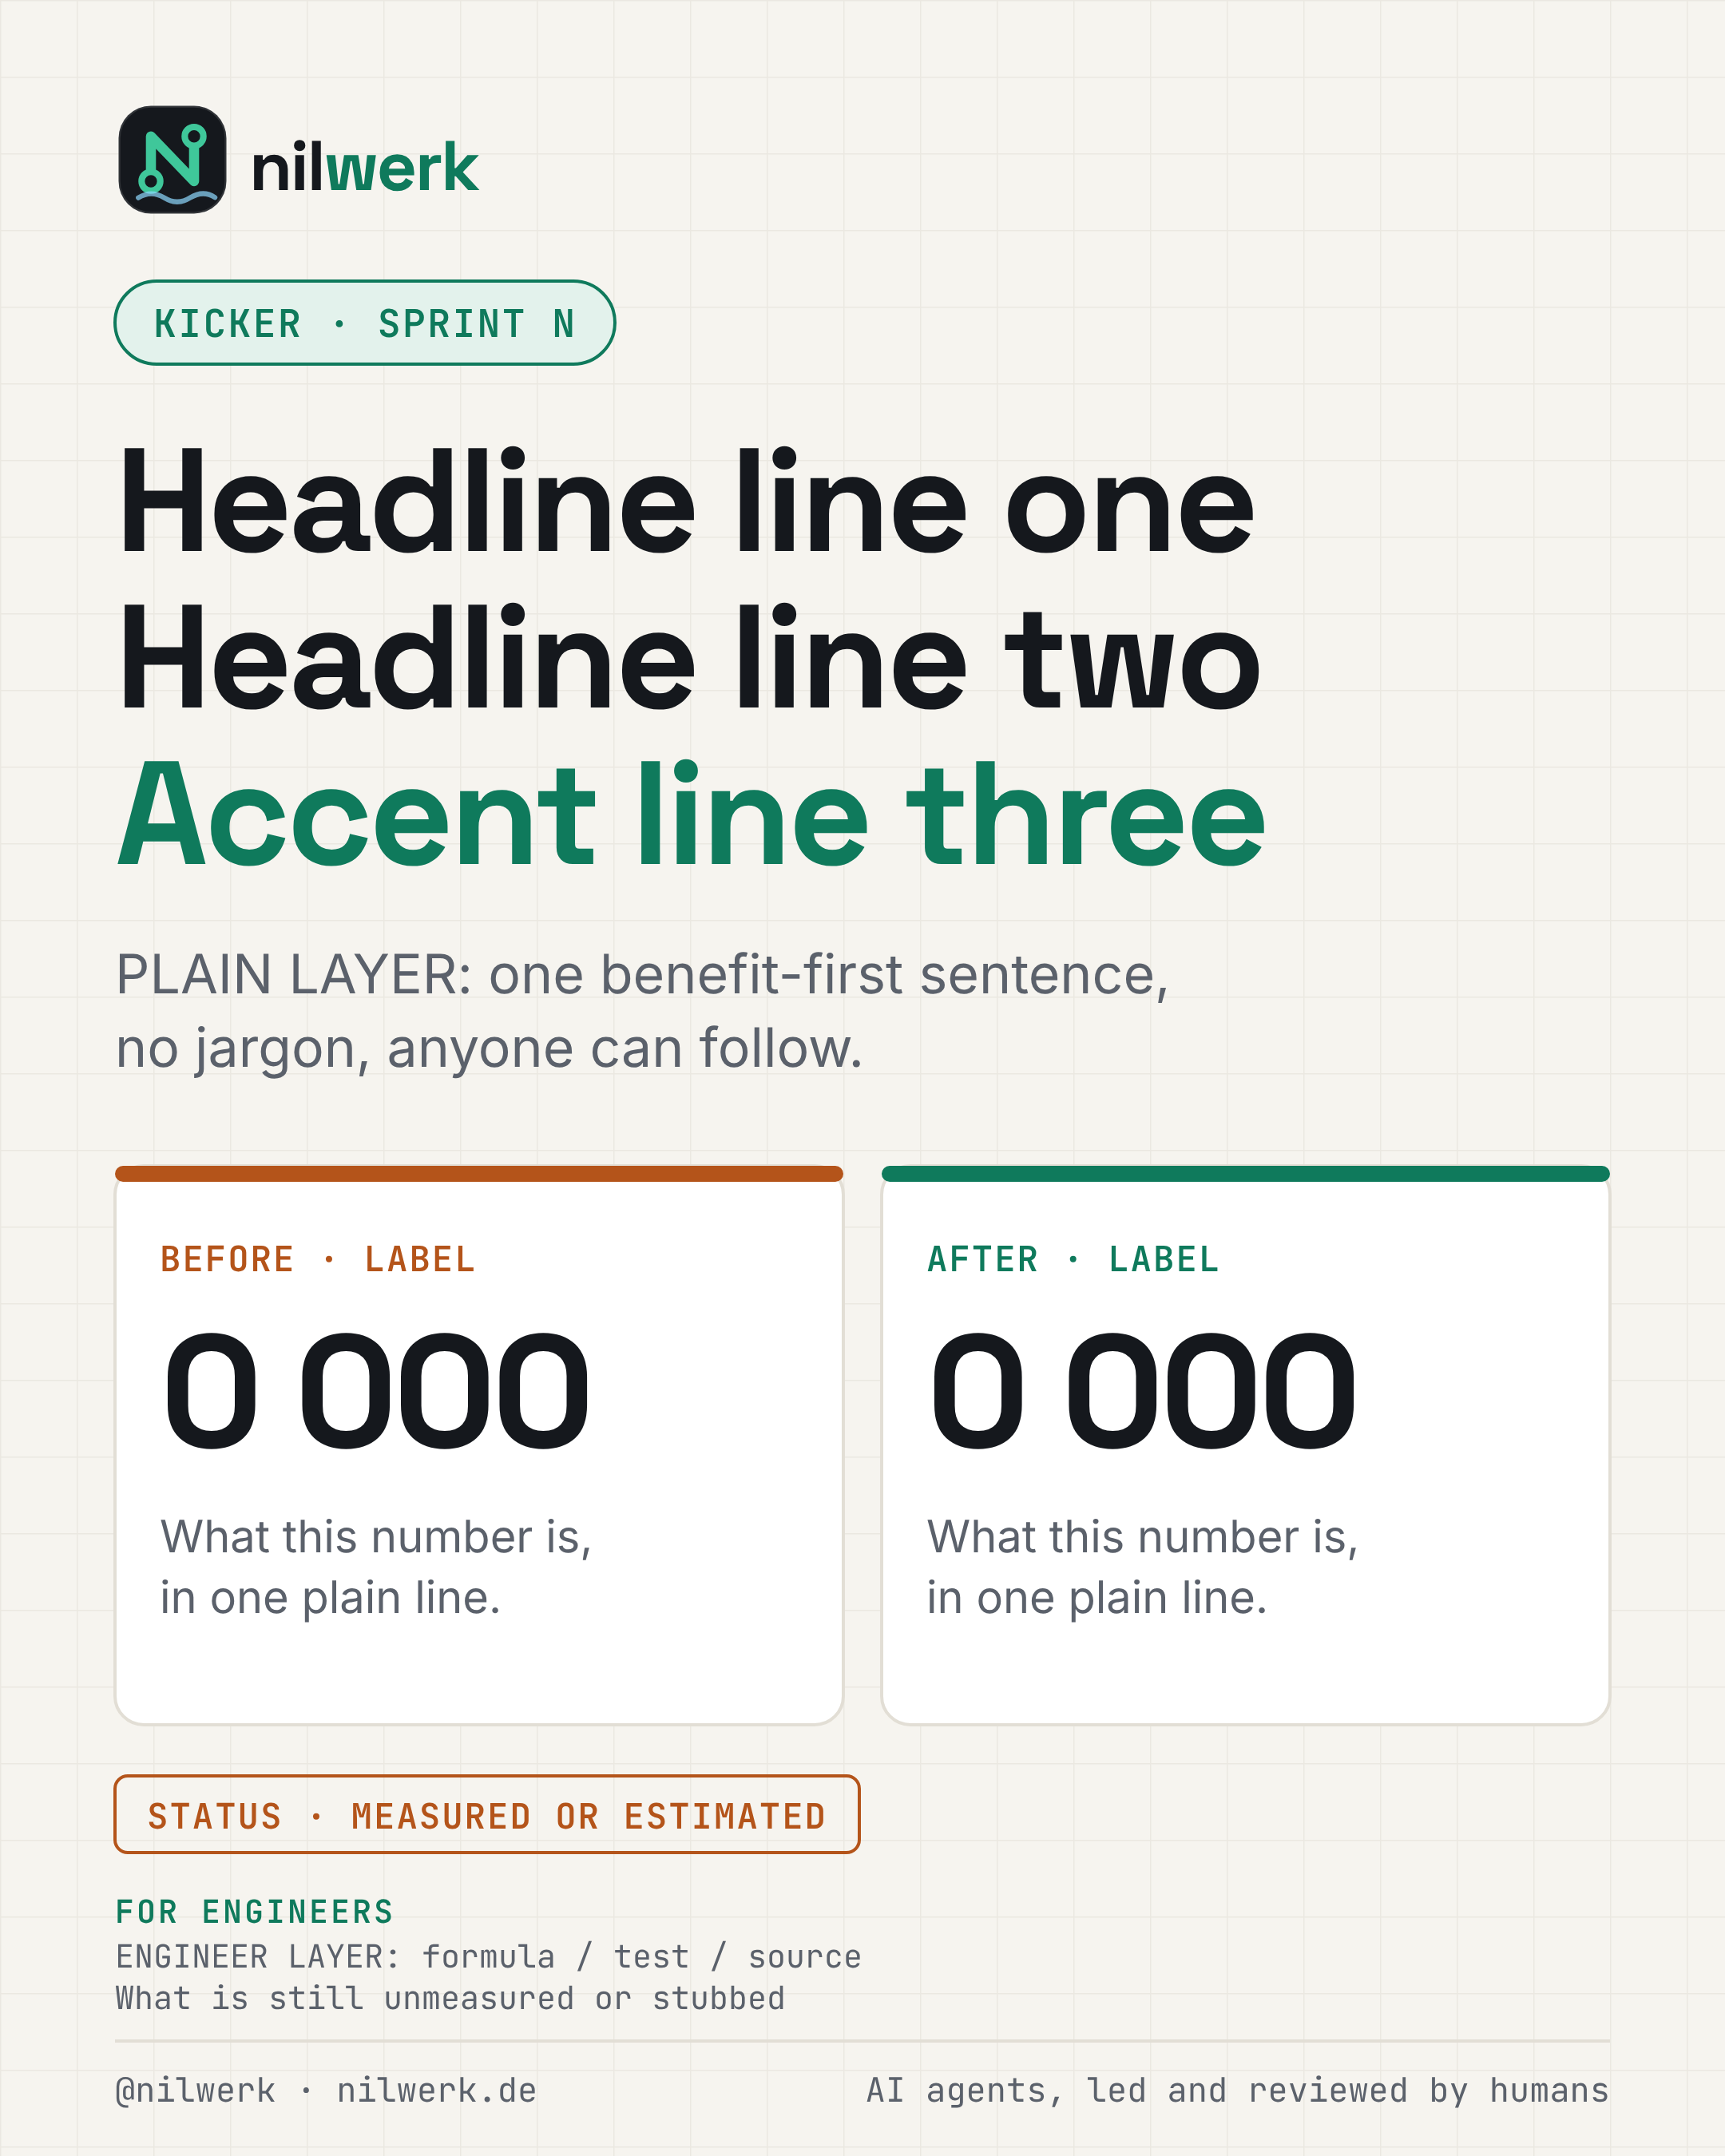 nilwerk
KICKER · SPRINT N
Headline line one
Headline line two
Accent line three
PLAIN LAYER: one benefit-first sentence,
no jargon, anyone can follow.
BEFORE · LABEL
0 000
What this number is,
in one plain line.
AFTER · LABEL
0 000
What this number is,
in one plain line.
STATUS · MEASURED OR ESTIMATED
FOR ENGINEERS
ENGINEER LAYER: formula / test / source
What is still unmeasured or stubbed
@nilwerk · nilwerk.de
AI agents, led and reviewed by humans